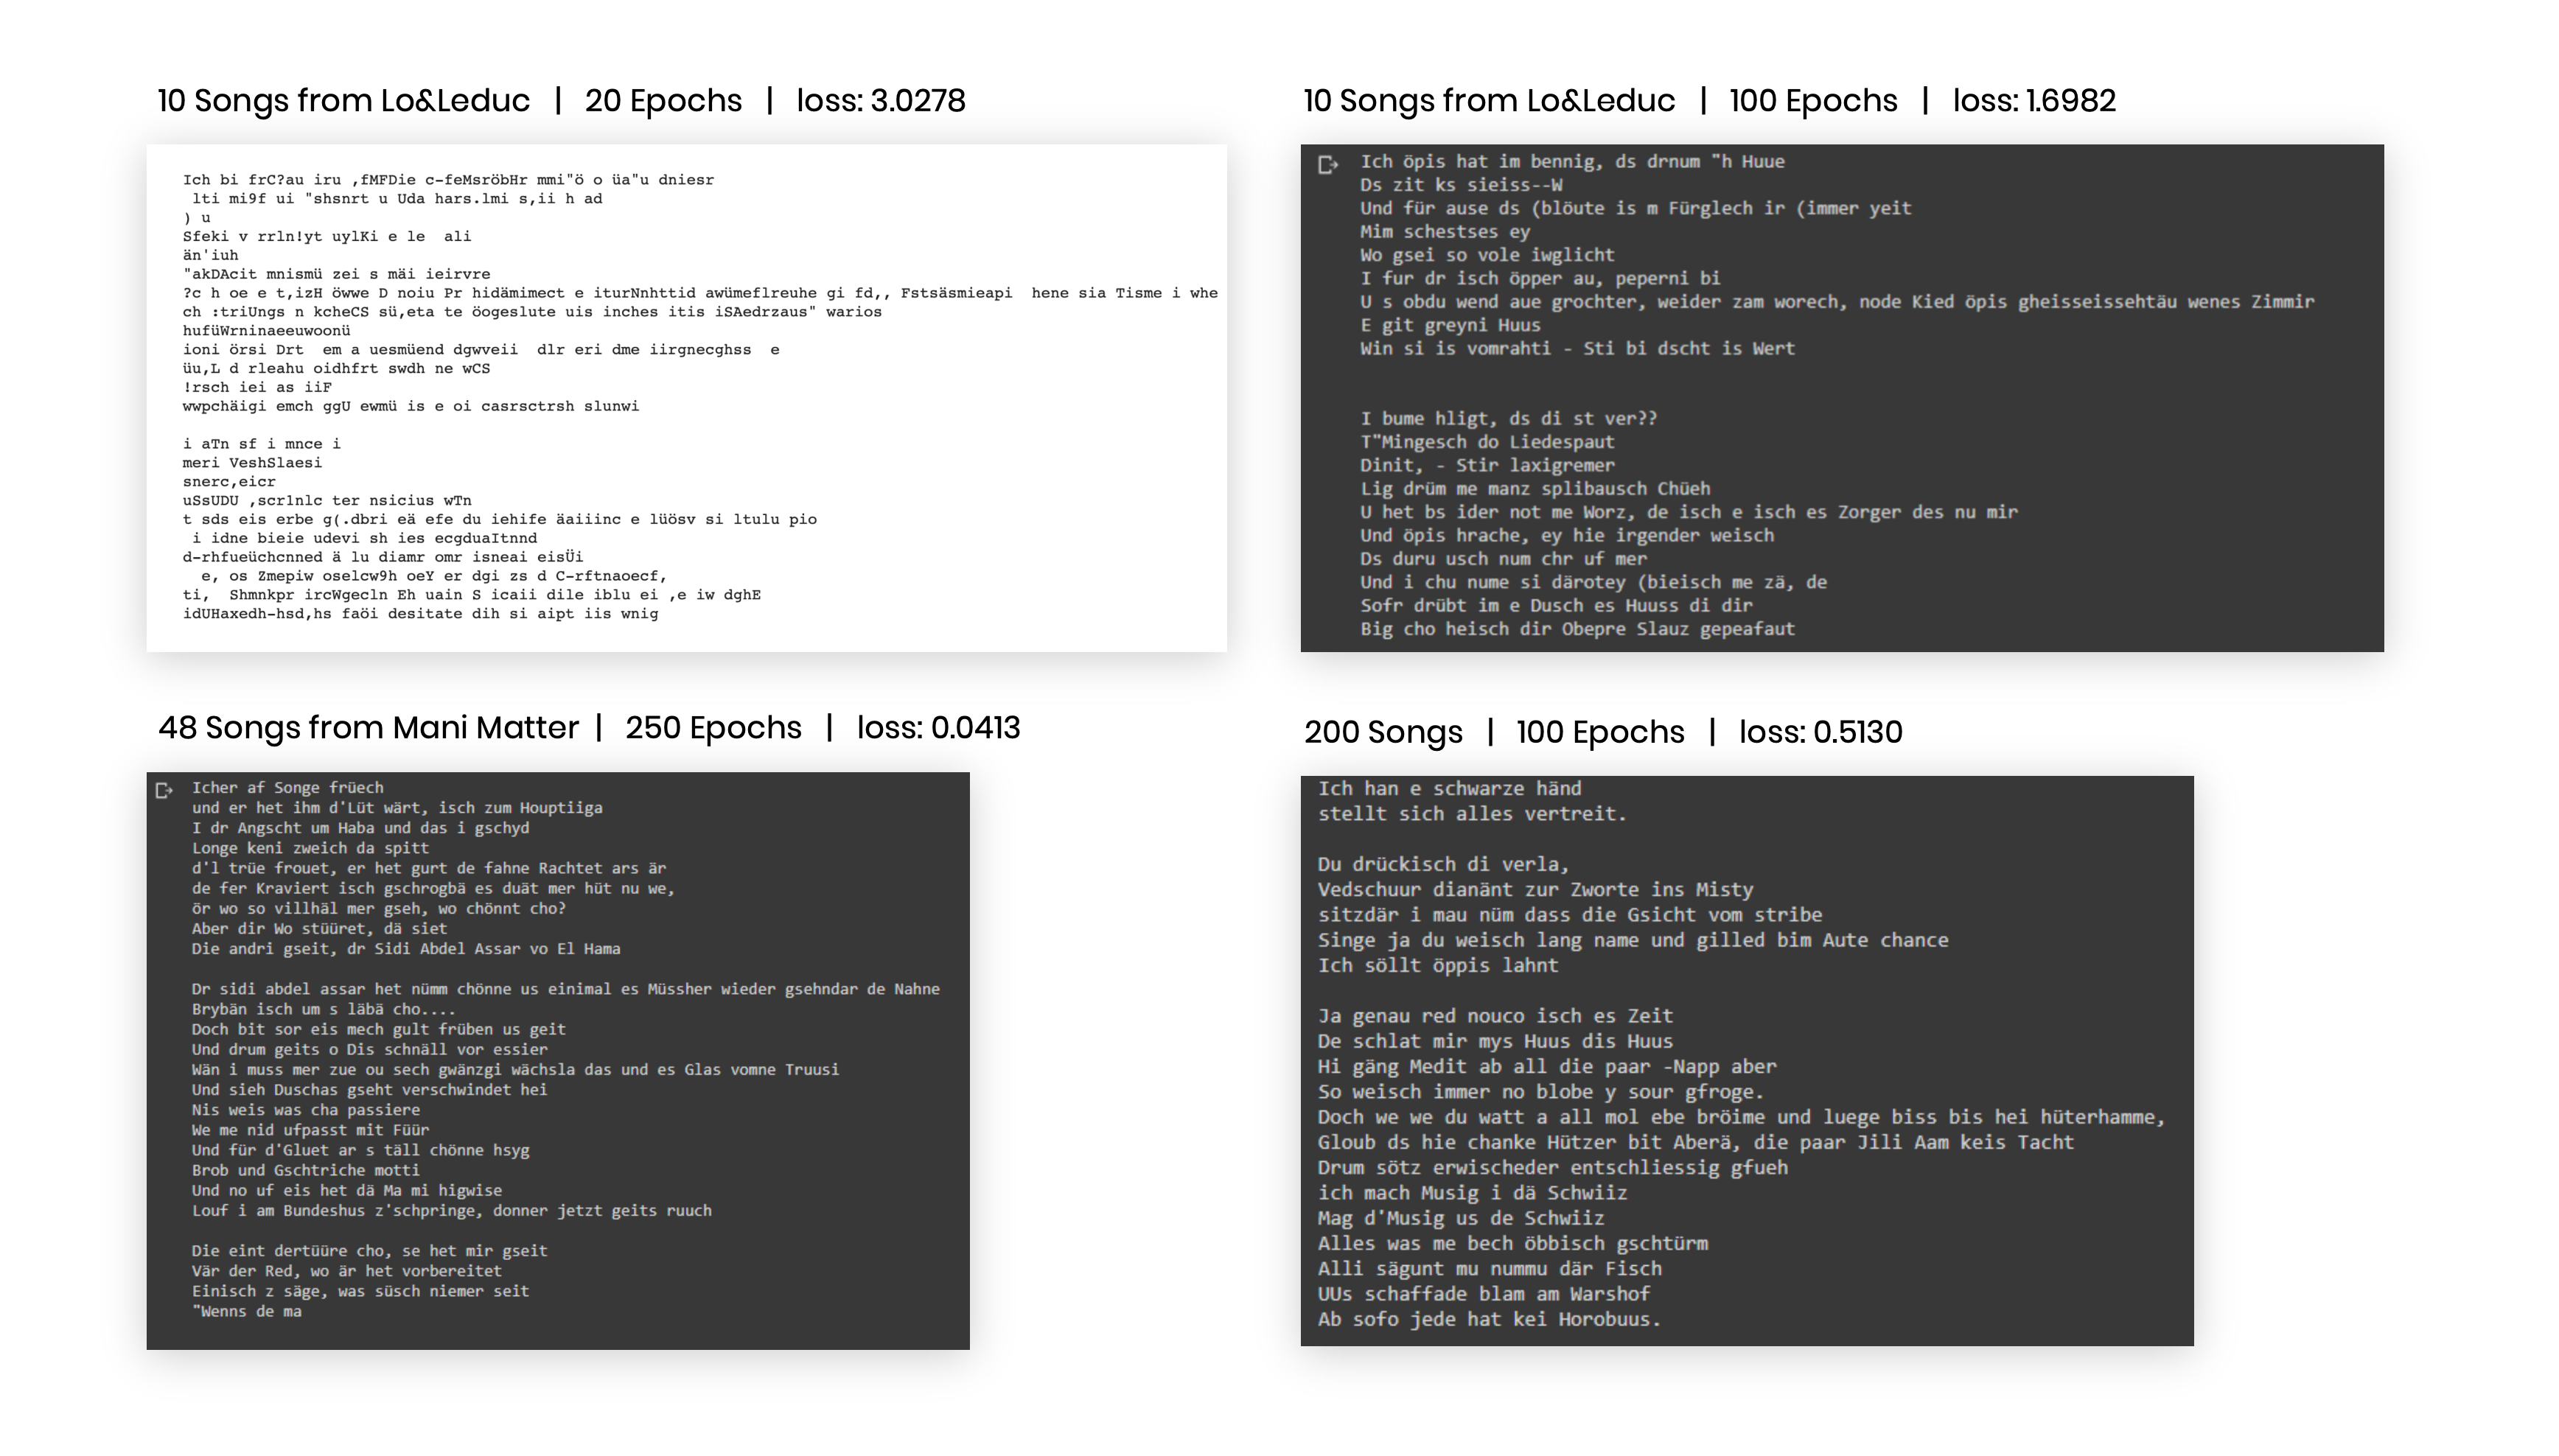 10 Songs from Lo&Leduc | 20 Epochs | loss: 3.0278
Ich bi frC?au iru ,fMFDie c-feMsröbHr mmi"ö o üa"u dniesr
lti mi9f ui "shsnrt u Uda hars.lmi s,ii h ad
) u
Sfeki v rrln!yt uylKi e le  ali
än'iuh
"akDAcit mnismü zei s mäi ieirvre
?c h oe e t,izH öwwe D noiu Pr hidämimect e iturNnhttid awümeflreuhe gi fd,, Fstsäsmieapi  hene sia Tisme i whe
ch :triUngs n kcheCS sü,eta te öogeslute uis inches itis iSAedrzaus" warios
hufüWrninaeeuwoonü
ioni örsi Drt  em a uesmüend dgwveii  dlr eri dme iirgnecghss  e
üu,L d rleahu oidhfrt swdh ne wCS
!rsch iei as iiF
wwpchäigi emch ggU ewmü is e oi casrsctrsh slunwi
i aTn sf i mnce i
meri VeshSlaesi
snerc,eicr
uSsUDU ,scr1nlc ter nsicius wTn
t sds eis erbe g(.dbri eä efe du iehife äaiiinc e lüösv si ltulu pio
i idne bieie udevi sh ies ecgduaItnnd
d-rhfueüchcnned ä lu diamr omr isneai eisÜi
e, os Zmepiw oselcw9h oeY er dgi zs d C-rftnaoecf,
ti,  Shmnkpr ircWgecln Eh uain S icaii dile iblu ei ,e iw dghE
idUHaxedh-hsd,hs faöi desitate dih si aipt iis wnig
10 Songs from Lo&Leduc | 100 Epochs | loss: 1.6982
Ich öpis hat im bennig, ds drnum "h Huue
Ds zit ks sieiss--W
Und für ause ds (blöute is m Fürglech ir (immer yeit
Mim schestses ey
Wo gsei so vole iwglicht
I fur dr isch öpper au, peperni bi
U s obdu wend aue grochter, weider zam worech, node Kied öpis gheisseissehtäu wenes Zimmir
E git greyni Huus
Win si is vomrahti - Sti bi dscht is Wert
I bume hligt, ds di st ver??
T"Mingesch do Liedespaut
Dinit, - Stir laxigremer
Lig drüm me manz splibausch Chüeh
U het bs ider not me Worz, de isch e isch es Zorger des nu mir
Und öpis hrache, ey hie irgender weisch
Ds duru usch num chr uf mer
Und i chu nume si därotey (bieisch me zä, de
Sofr drübt im e Dusch es Huuss di dir
Big cho heisch dir Obepre Slauz gepeafaut
48 Songs from Mani Matter | 250 Epochs | loss: 0.0413
Icher af Songe früech
und er het ihm d'Lüt wärt, isch zum Houptiiga
I dr Angscht um Haba und das i gschyd
Longe keni zweich da spitt
d'l trüe frouet, er het gurt de fahne Rachtet ars är
de fer Kraviert isch gschrogbä es duät mer hüt nu we,
ör wo so villhäl mer gseh, wo chönnt cho?
Aber dir Wo stüüret, dä siet
Die andri gseit, dr Sidi Abdel Assar vo El Hama
Dr sidi abdel assar het nümm chönne us einimal es Müssher wieder gsehndar de Nahne
Brybän isch um s läbä cho....
Doch bit sor eis mech gult früben us geit
Und drum geits o Dis schnäll vor essier
Wän i muss mer zue ou sech gwänzgi wächsla das und es Glas vomne Truusi
Und sieh Duschas gseht verschwindet hei
Nis weis was cha passiere
We me nid ufpasst mit Füür
Und für d'Gluet ar s täll chönne hsyg
Brob und Gschtriche motti
Und no uf eis het dä Ma mi higwise
Louf i am Bundeshus z'schpringe, donner jetzt geits ruuch
Die eint dertüüre cho, se het mir gseit
Vär der Red, wo är het vorbereitet
Einisch z säge, was süsch niemer seit
"Wenns de ma
200 Songs | 100 Epochs | loss: 0.5130
Ich han e schwarze händ
stellt sich alles vertreit.
Du drückisch di verla,
Vedschuur dianänt zur Zworte ins Misty
sitzdär i mau nüm dass die Gsicht vom stribe
Singe ja du weisch lang name und gilled bim Aute chance
Ich söllt öppis lahnt
Ja genau red nouco isch es Zeit
De schlat mir mys Huus dis Huus
Hi gäng Medit ab all die paar -Napp aber
So weisch immer no blobe y sour gfroge.
Doch we we du watt a all mol ebe bröime und luege biss bis hei hüterhamme,
Gloub ds hie chanke Hützer bit Aberä, die paar Jili Aam keis Tacht
Drum sötz erwischeder entschliessig gfueh
ich mach Musig i dä Schwiiz
Mag d'Musig us de Schwiiz
Alles was me bech öbbisch gschtürm
Alli sägunt mu nummu där Fisch
UUs schaffade blam am Warshof
Ab sofo jede hat kei Horobuus.